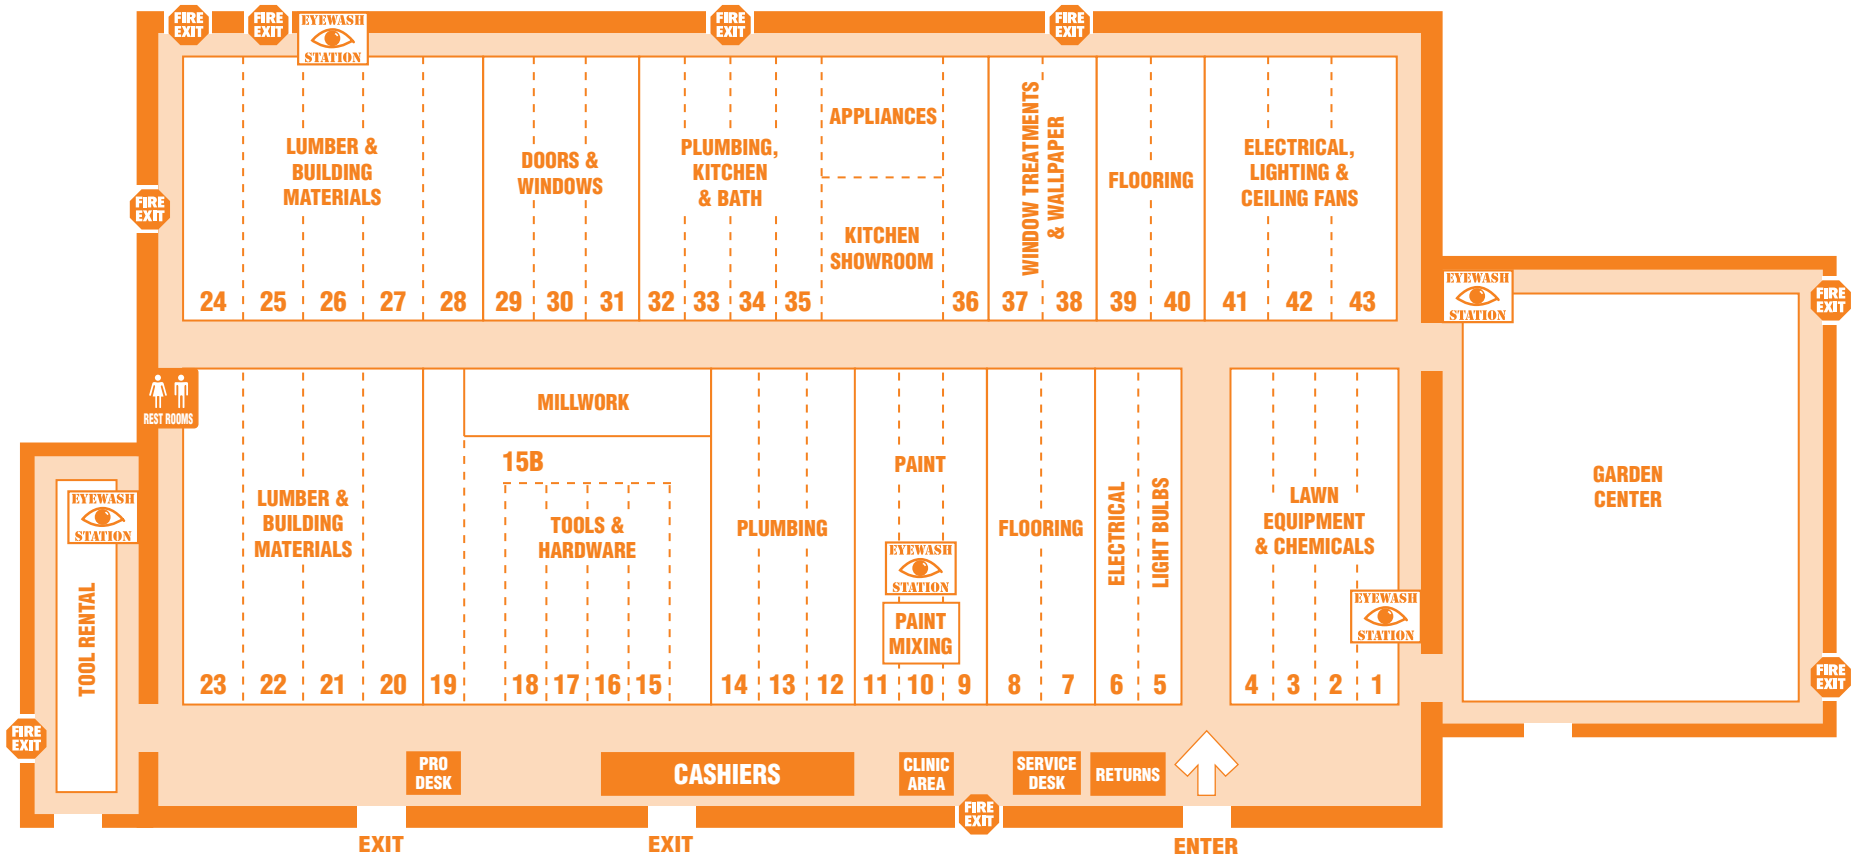 FIRE
EXIT
FIRE
EXIT
EYEWASH
STATION
FIRE
EXIT
FIRE
EXIT
LUMBER &
BUILDING
MATERIALS
DOORS &
WINDOWS
PLUMBING,
KITCHEN
& BATH
APPLIANCES
KITCHEN
SHOWROOM
WINDOW TREATMENTS
& WALLPAPER
FLOORING
ELECTRICAL,
LIGHTING &
CEILING FANS
FIRE
EXIT
24 25 26 27 28 29 30 31 32 33 34 35 36 37 38 39 40 41 42 43
EYEWASH
STATION
FIRE
EXIT
REST ROOMS
MILLWORK
15B
PAINT
EYEWASH
STATION
LUMBER &
BUILDING
MATERIALS
TOOLS &
HARDWARE
PLUMBING
EYEWASH
STATION
PAINT
MIXING
FLOORING
ELECTRICAL
LIGHT BULBS
LAWN
EQUIPMENT
& CHEMICALS
EYEWASH
STATION
GARDEN
CENTER
TOOL RENTAL
23 22 21 20 19 18 17 16 15 14 13 12 11 10 9 8 7 6 5 4 3 2 1
FIRE
EXIT
FIRE
EXIT
PRO
DESK
CASHIERS
CLINIC
AREA
SERVICE
DESK
RETURNS
FIRE
EXIT
EXIT
EXIT
ENTER